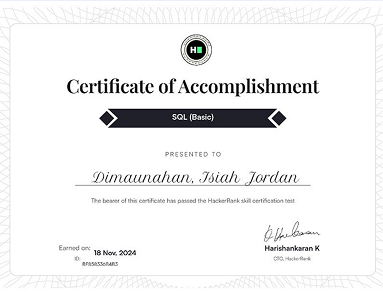 H
Certificate of Accomplishment
SQL (Basic)
PRESENTED TO
Dimaunahan, Isiah Jordan
The bearer of this certificate has passed the HackerRank skill certification test
Earned on: 18 Nov, 2024
ID:
Harishankaran K
CTO, HackerRank